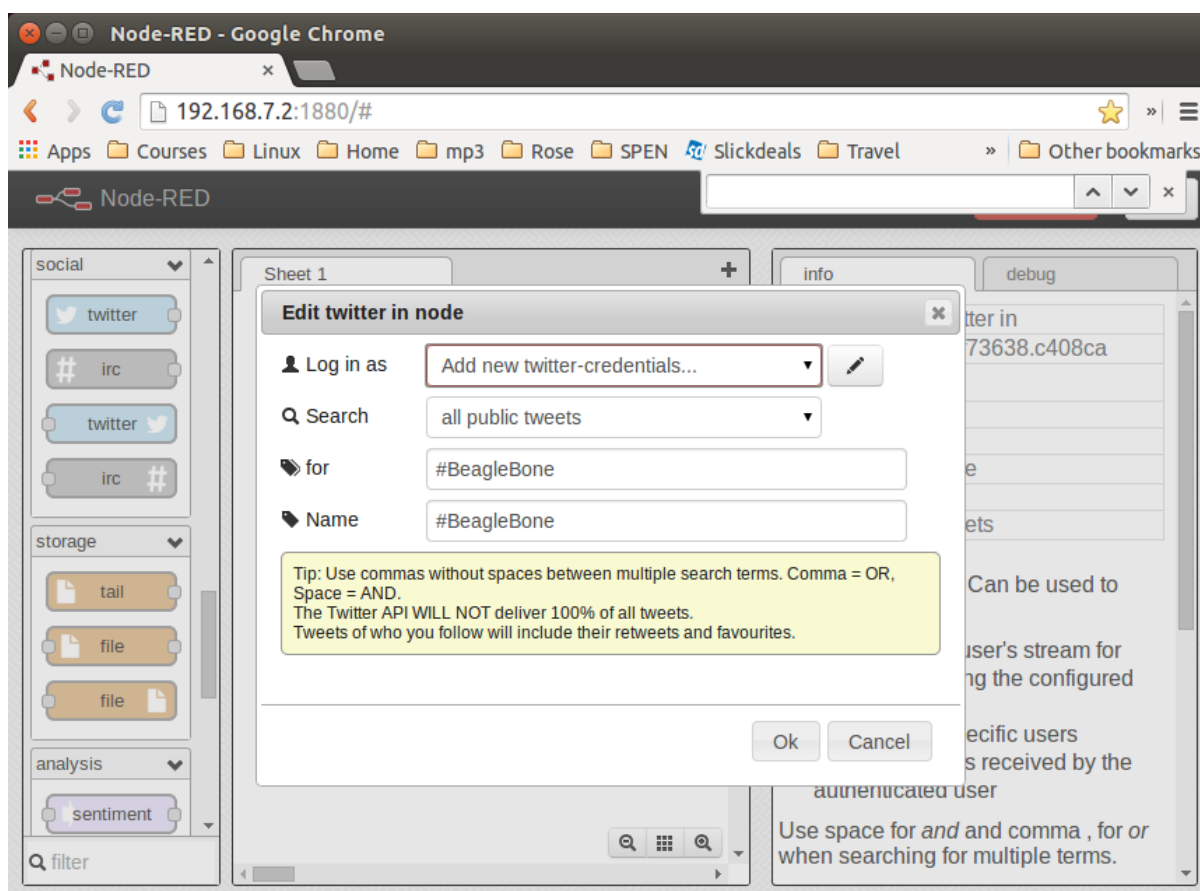 Node-RED - Google Chrome
Node-RED ×
192.168.7.2:1880/#
Apps Courses Linux Home mp3 Rose SPEN Slickdeals Travel » Other bookmarks
Node-RED
social
twitter
irc
twitter
irc
storage
tail
file
file
analysis
sentiment
filter
Sheet 1
info
debug
Edit twitter in node
Log in as
Add new twitter-credentials...
Search
all public tweets
for
#BeagleBone
Name
#BeagleBone
Tip: Use commas without spaces between multiple search terms. Comma = OR,
Space = AND.
The Twitter API WILL NOT deliver 100% of all tweets.
Tweets of who you follow will include their retweets and favourites.
Ok
Cancel
tter in
73638.c408ca
e
ets
Can be used to
user's stream for
ng the configured
ecific users
s received by the
authenticated user
Use space for and and comma , for or
when searching for multiple terms.